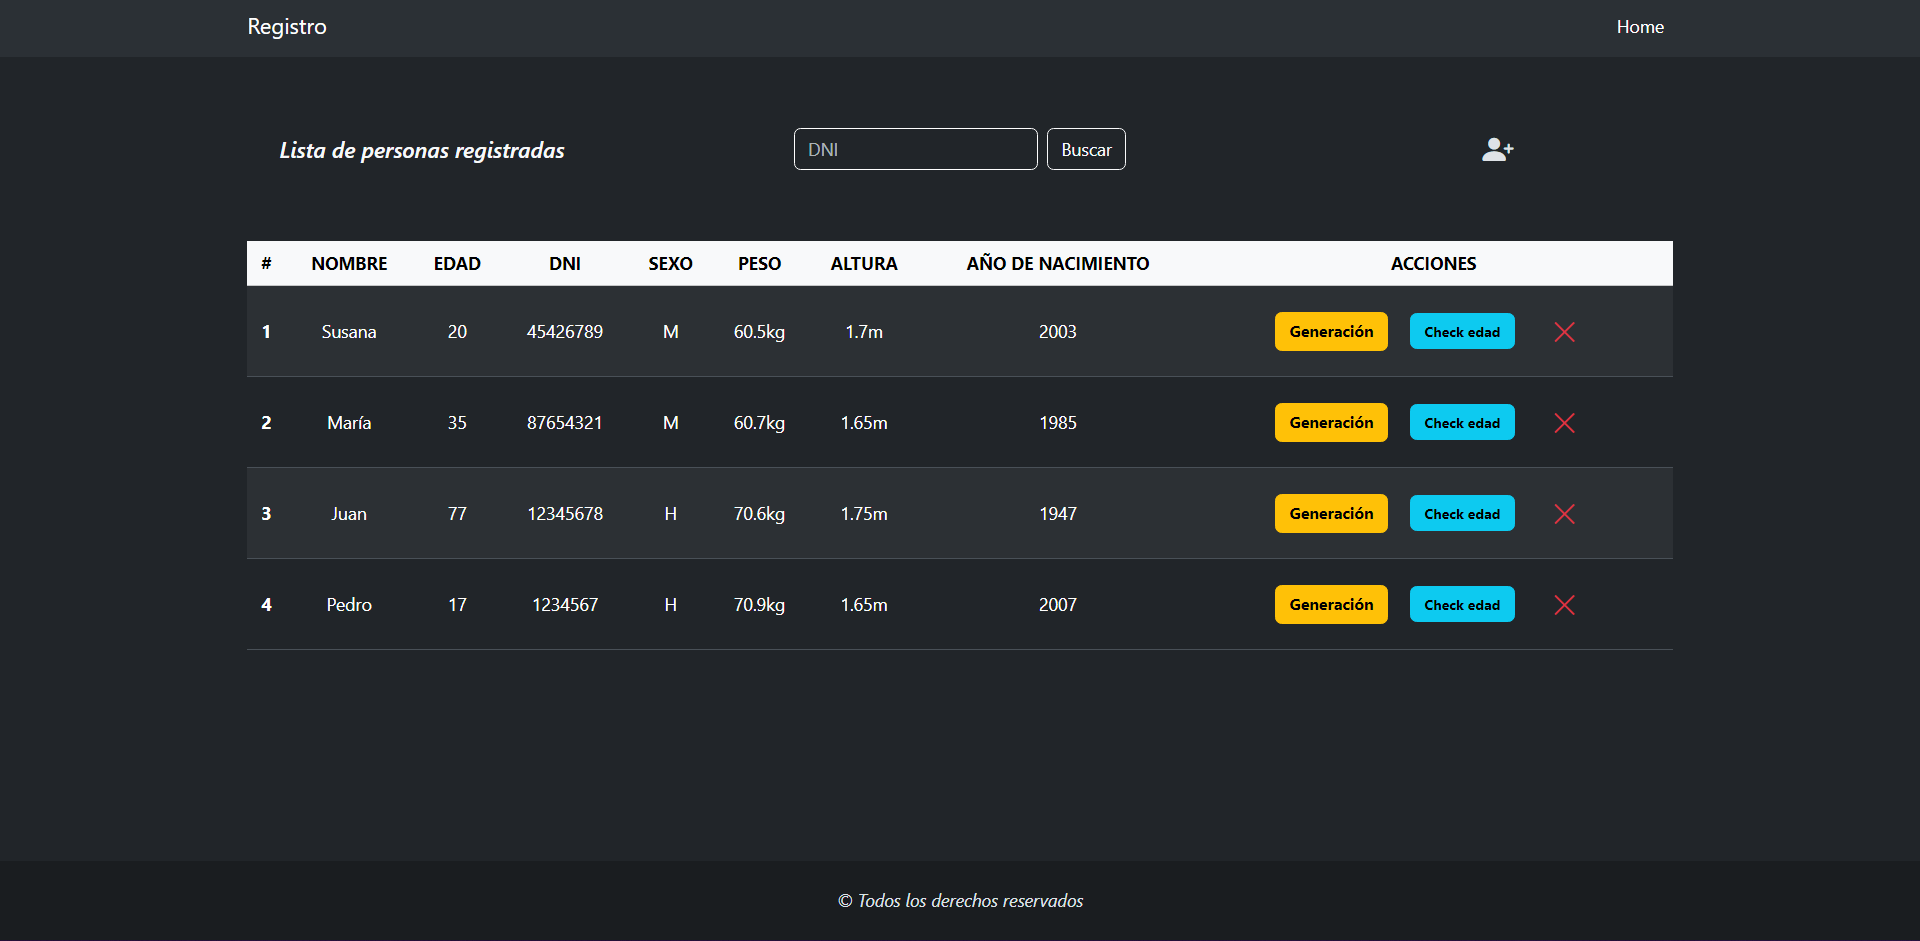 Registro Home
Lista de personas registradas DNI Buscar
# NOMBRE EDAD DNI SEXO PESO ALTURA AÑO DE NACIMIENTO ACCIONES
1 Susana 20 45426789 M 60.5kg 1.7m 2003 Generación Check edad
2 María 35 87654321 M 60.7kg 1.65m 1985 Generación Check edad
3 Juan 77 12345678 H 70.6kg 1.75m 1947 Generación Check edad
4 Pedro 17 1234567 H 70.9kg 1.65m 2007 Generación Check edad
© Todos los derechos reservados